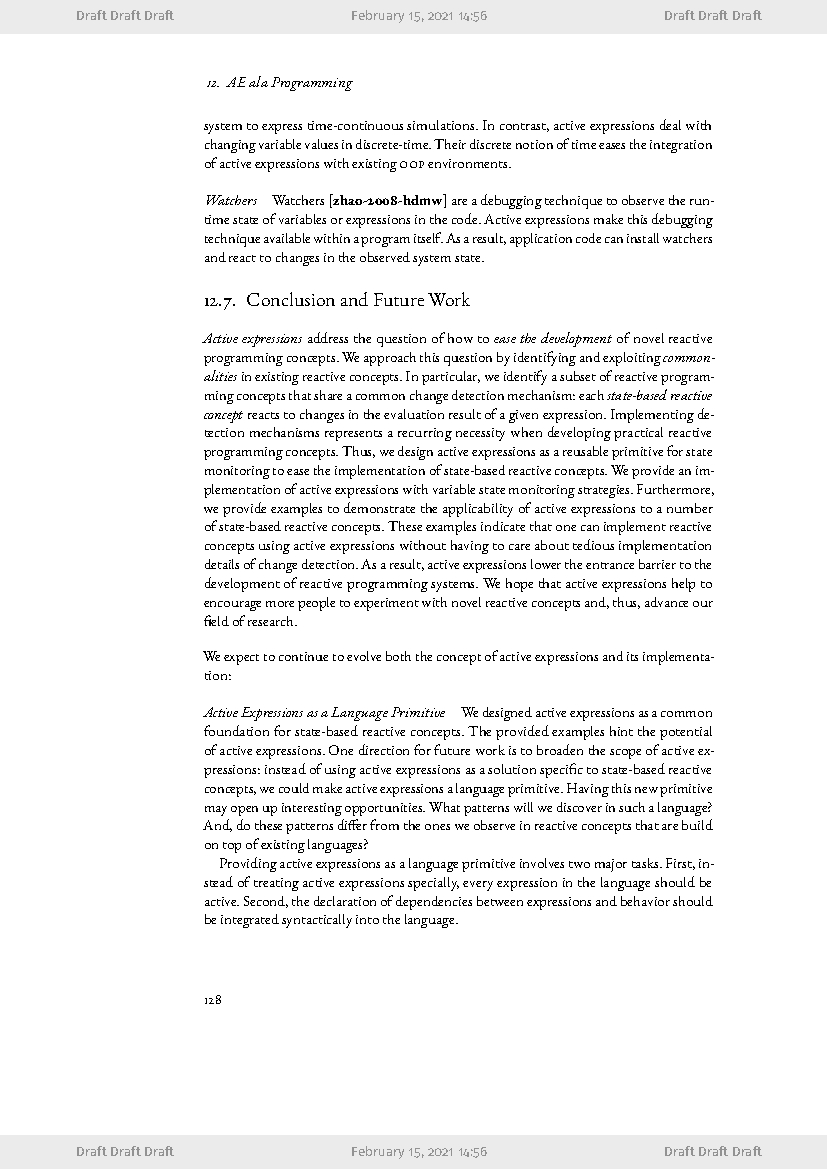 Draft Draft Draft February 15, 2021 14:56 Draft Draft Draft
12. AE ala Programming
system to express time-continuous simulations. In contrast, active expressions deal with
changing variable values in discrete-time. Their discrete notion of time eases the integration
of active expressions with existing OOP environments.
Watchers Watchers [zhao-2008-hdmw] are a debugging technique to observe the run-
time state of variables or expressions in the code. Active expressions make this debugging
technique available within a program itself. As a result, application code can install watchers
and react to changes in the observed system state.
12.7. Conclusion and Future Work
Active expressions address the question of how to ease the development of novel reactive
programming concepts. We approach this question by identifying and exploiting common-
alities in existing reactive concepts. In particular, we identify a subset of reactive program-
ming concepts that share a common change detection mechanism: each state-based reactive
concept reacts to changes in the evaluation result of a given expression. Implementing de-
tection mechanisms represents a recurring necessity when developing practical reactive
programming concepts. Thus, we design active expressions as a reusable primitive for state
monitoring to ease the implementation of state-based reactive concepts. We provide an im-
plementation of active expressions with variable state monitoring strategies. Furthermore,
we provide examples to demonstrate the applicability of active expressions to a number
of state-based reactive concepts. These examples indicate that one can implement reactive
concepts using active expressions without having to care about tedious implementation
details of change detection. As a result, active expressions lower the entrance barrier to the
development of reactive programming systems. We hope that active expressions help to
encourage more people to experiment with novel reactive concepts and, thus, advance our
field of research.
We expect to continue to evolve both the concept of active expressions and its implementa-
tion:
Active Expressions as a Language Primitive We designed active expressions as a common
foundation for state-based reactive concepts. The provided examples hint the potential
of active expressions. One direction for future work is to broaden the scope of active ex-
pressions: instead of using active expressions as a solution specific to state-based reactive
concepts, we could make active expressions a language primitive. Having this new primitive
may open up interesting opportunities. What patterns will we discover in such a language?
And, do these patterns differ from the ones we observe in reactive concepts that are build
on top of existing languages?
Providing active expressions as a language primitive involves two major tasks. First, in-
stead of treating active expressions specially, every expression in the language should be
active. Second, the declaration of dependencies between expressions and behavior should
be integrated syntactically into the language.
128
Draft Draft Draft February 15, 2021 14:56 Draft Draft Draft